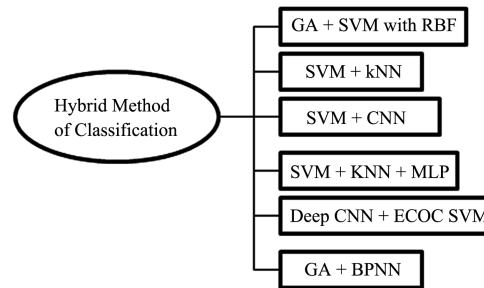 Hybrid Method
of Classification
GA + SVM with RBF
SVM + kNN
SVM + CNN
SVM + KNN + MLP
Deep CNN + ECOC SVM
GA + BPNN